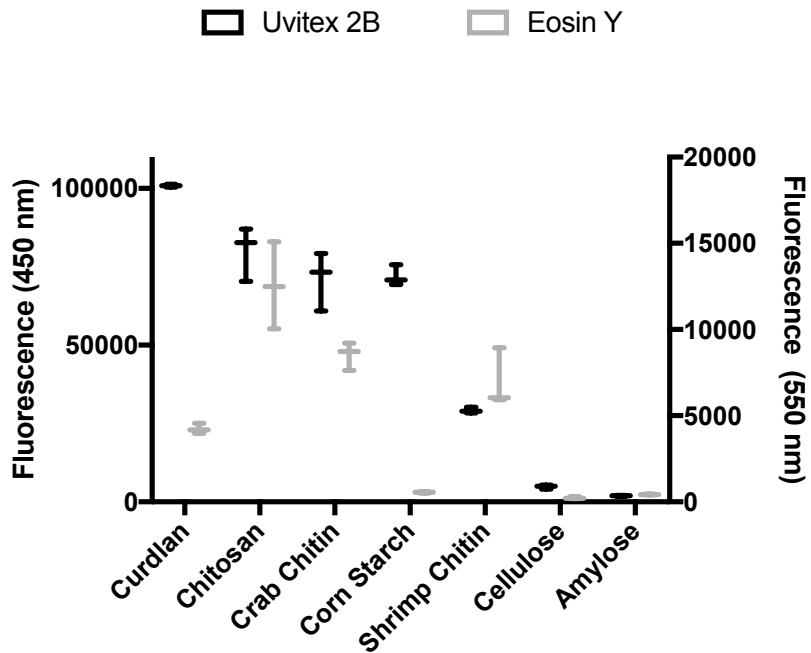 Uvitex 2B
Eosin Y
Fluorescence (450 nm)
100000
50000
0
20000
15000
10000
5000
0
Fluorescence (550 nm)
Curdlan
Chitosan
Crab Chitin
Corn Starch
Shrimp Chitin
Cellulose
Amylose